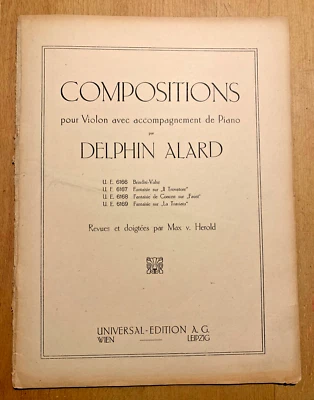 COMPOSITIONS
pour Violon avec accompagnement de Piano
par
DELPHIN ALARD
U. E. 6166 Brindisi-Valse
U. E. 6167 Fantaisie sur „Il Trovatore"
U. E. 6168 Fantaisie de Concert sur „Faust"
U. E. 6169 Fantaisie sur „La Traviata"
Revues et doigtées par Max v. Herold
UNIVERSAL-EDITION A. G.
WIEN LEIPZIG